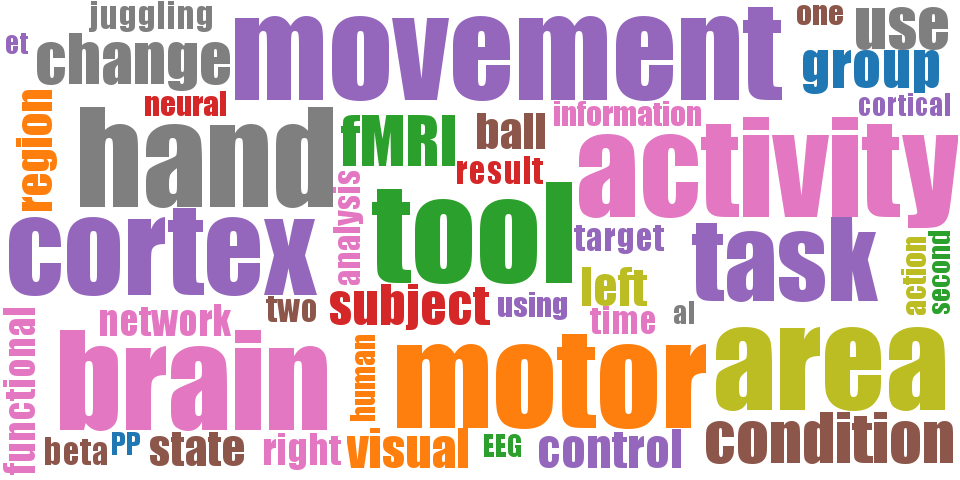 juggling
movement
one
use
et
change
group
neural
cortical
region
hand
fMRI
ball
information
activity
result
analysis
tool
cortex
target
task
left
action
second
two
subject
using
time
al
network
functional
brain
human
motor
area
beta
PP
state
right
visual
EEG
control
condition